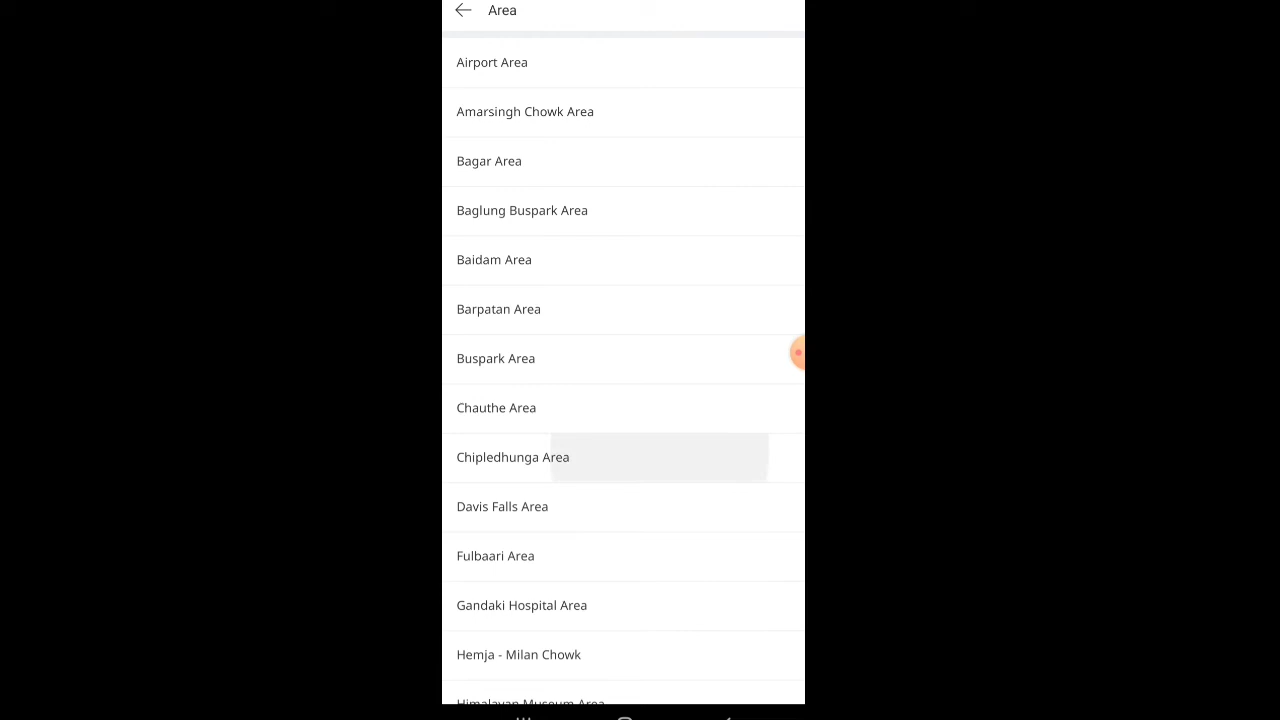 Area
Airport Area
Amarsingh Chowk Area
Bagar Area
Baglung Buspark Area
Baidam Area
Barpatan Area
Buspark Area
Chauthe Area
Chipledhunga Area
Davis Falls Area
Fulbaari Area
Gandaki Hospital Area
Hemja - Milan Chowk
Himalayan Museum Area